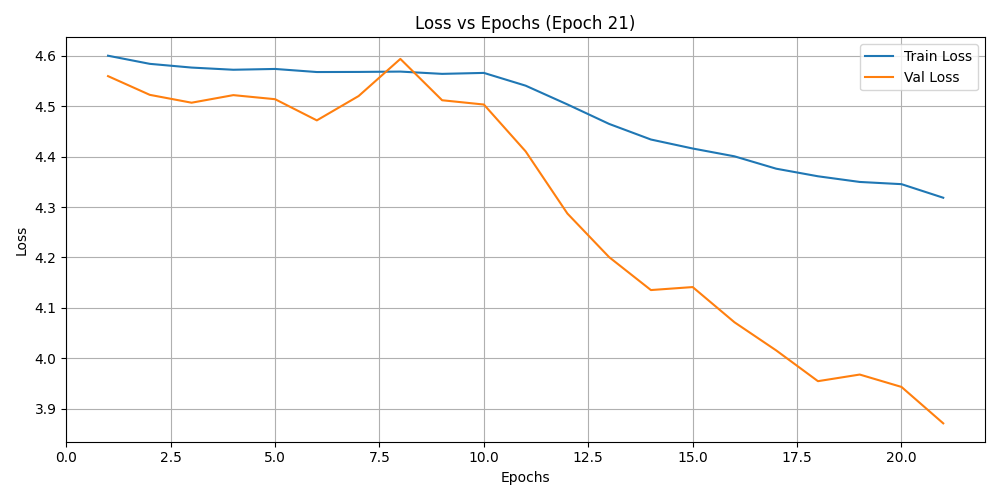 Loss vs Epochs (Epoch 21)
Train Loss
Val Loss
4.6
4.5
4.4
4.3
4.2
4.1
4.0
3.9
Loss
0.0 2.5 5.0 7.5 10.0 12.5 15.0 17.5 20.0
Epochs